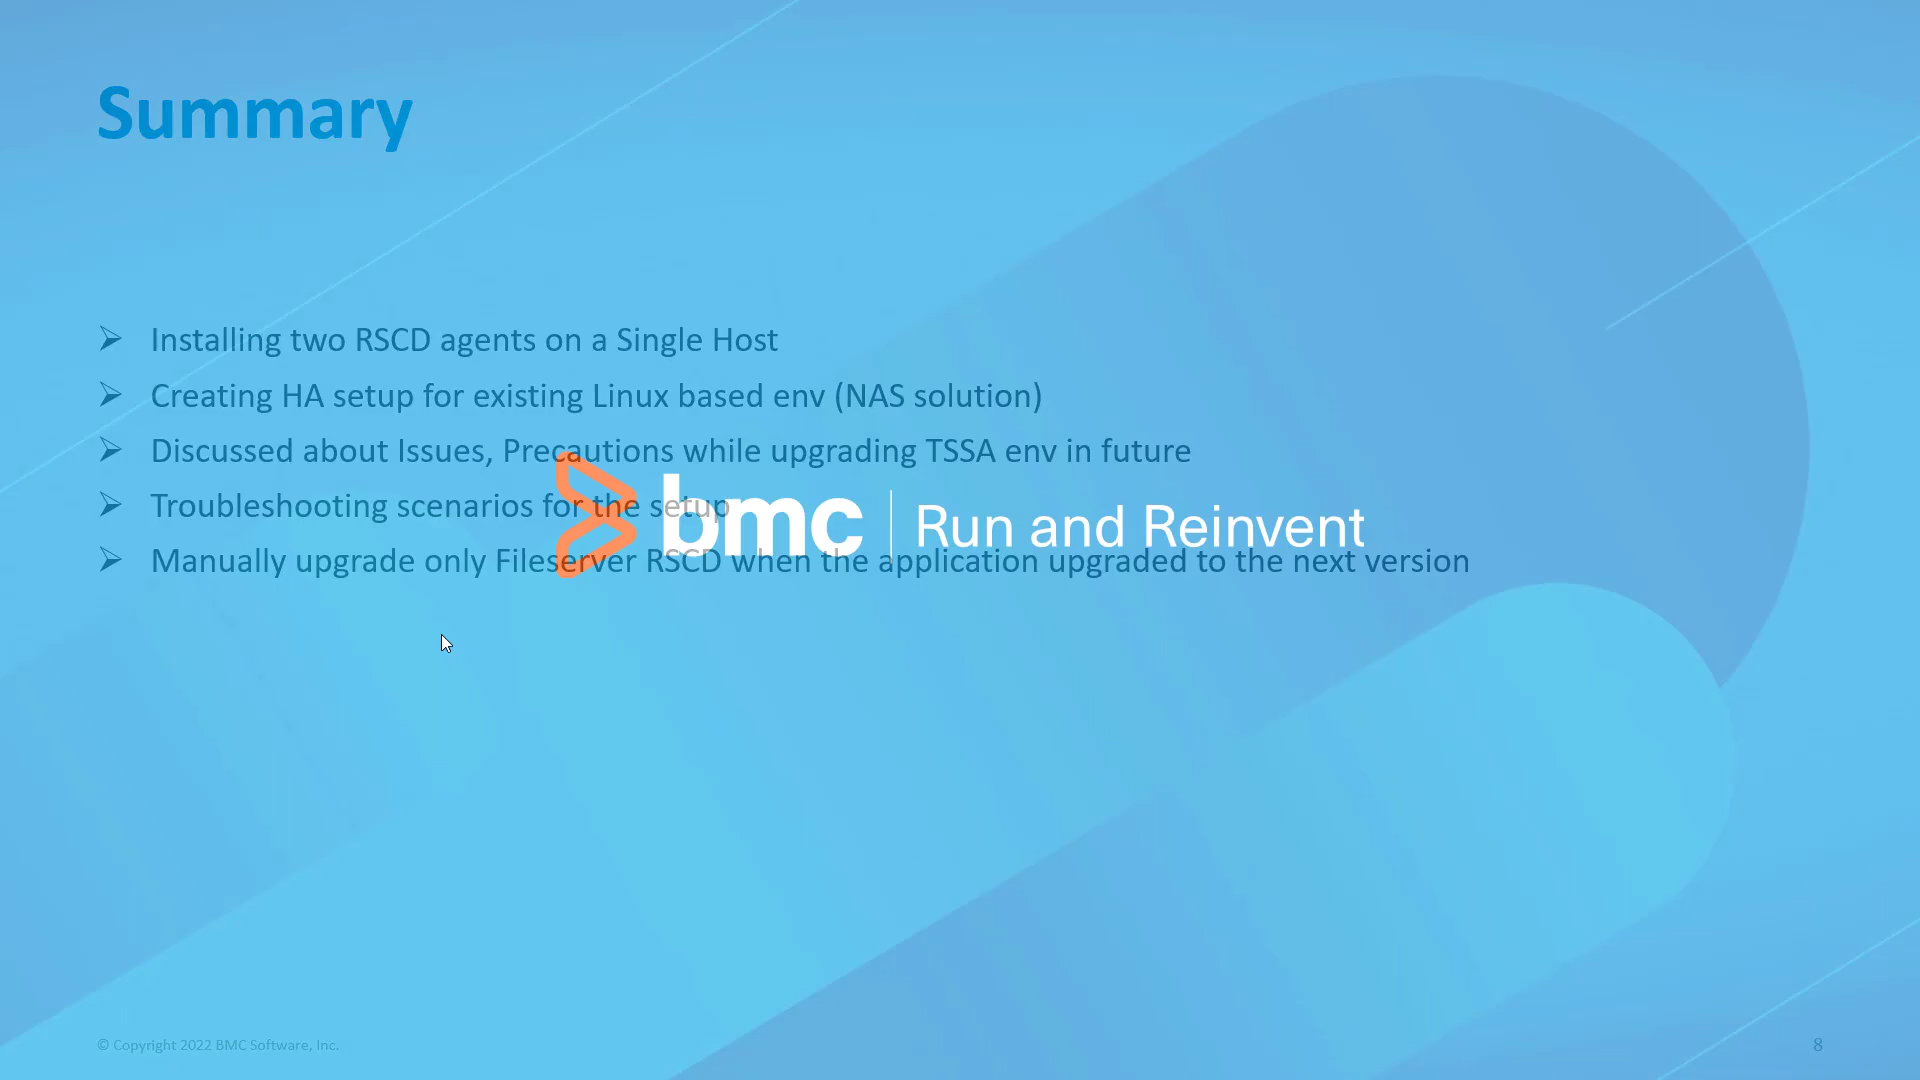 Summary
Installing two RSCD agents on a Single Host
Creating HA setup for existing Linux based env (NAS solution)
Discussed about Issues, Precautions while upgrading TSSA env in future
Troubleshooting scenarios for the setup
bmc | Run and Reinvent
Manually upgrade only Fileserver RSCD when the application upgraded to the next version
© Copyright 2022 BMC Software, Inc.
8